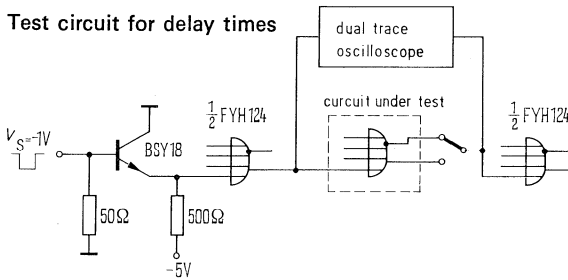 Test circuit for delay times
dual trace
oscilloscope
1/2 FYH124
curcuit under test
1/2 FYH124
VS=-1V
BSY18
50Ω
500Ω
-5V